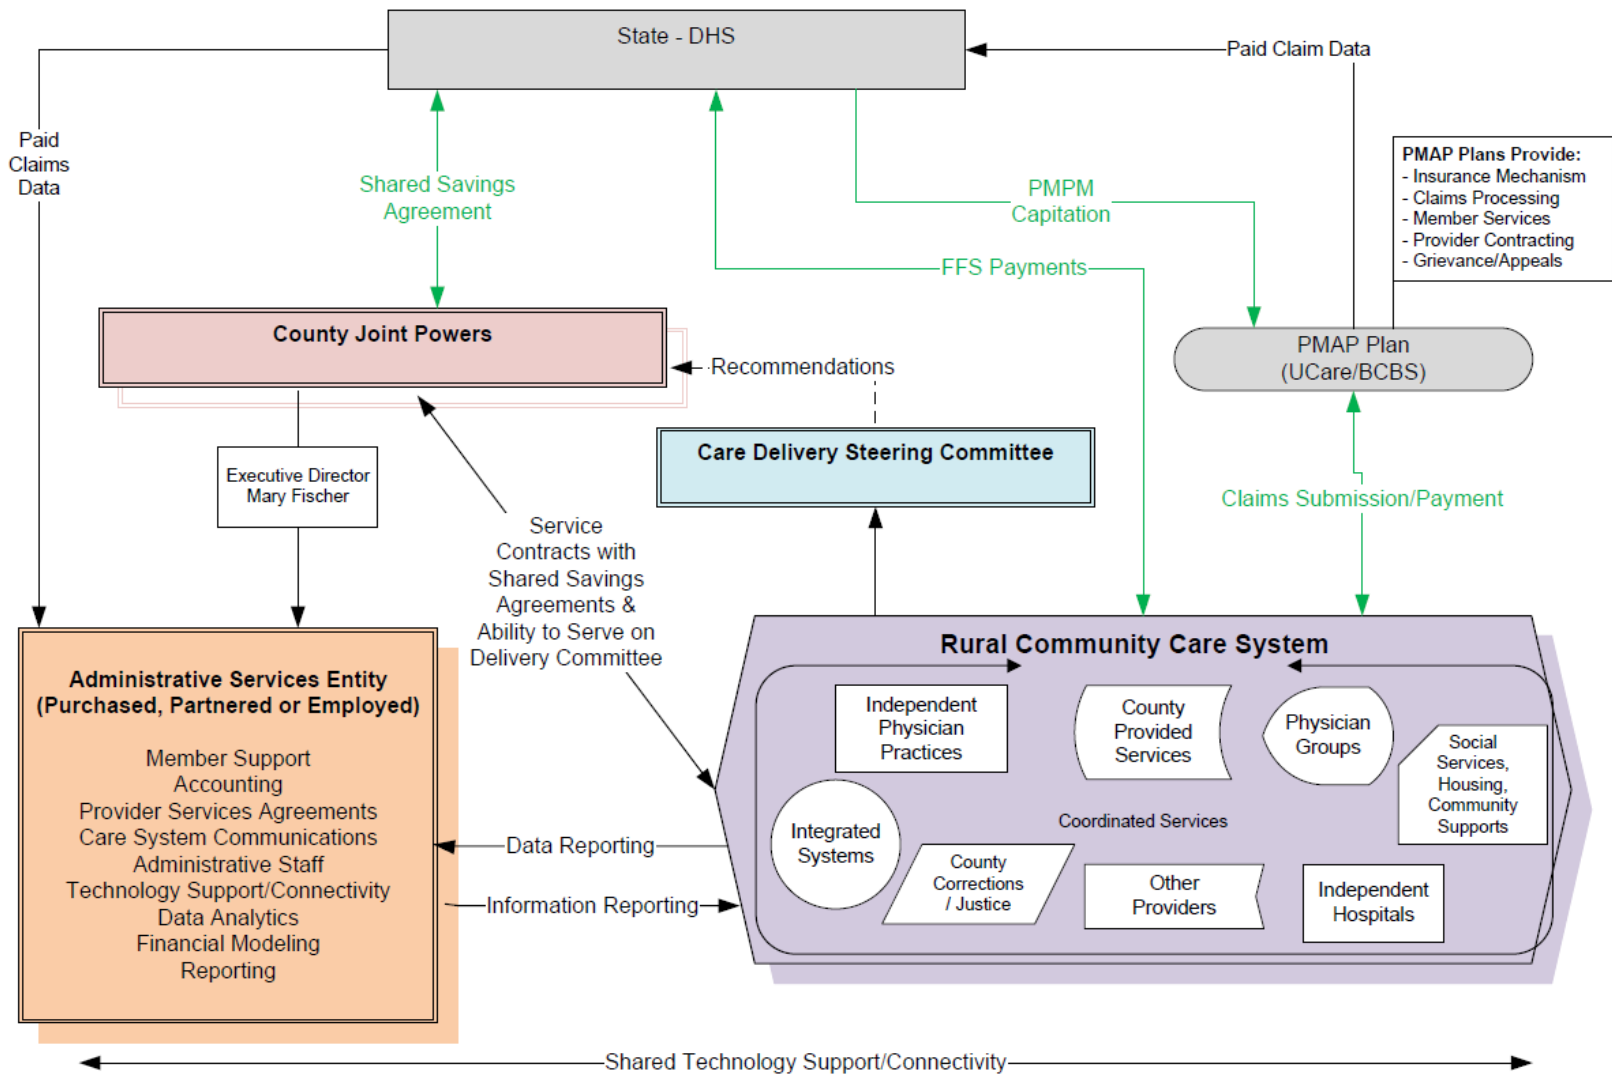 State - DHS
Paid Claim Data
Paid
Claims
Data
PMAP Plans Provide:
- Insurance Mechanism
- Claims Processing
- Member Services
- Provider Contracting
- Grievance/Appeals
Shared Savings
Agreement
PMPM
Capitation
FFS Payments
County Joint Powers
Recommendations
PMAP Plan
(UCare/BCBS)
Care Delivery Steering Committee
Executive Director
Mary Fischer
Claims Submission/Payment
Service
Contracts with
Shared Savings
Agreements &
Ability to Serve on
Delivery Committee
Administrative Services Entity
(Purchased, Partnered or Employed)
Member Support
Accounting
Provider Services Agreements
Care System Communications
Administrative Staff
Technology Support/Connectivity
Data Analytics
Financial Modeling
Reporting
Data Reporting
Information Reporting
Rural Community Care System
Independent
Physician
Practices
County
Provided
Services
Physician
Groups
Social
Services,
Housing,
Community
Supports
Integrated
Systems
Coordinated Services
County
Corrections
/ Justice
Other
Providers
Independent
Hospitals
Shared Technology Support/Connectivity